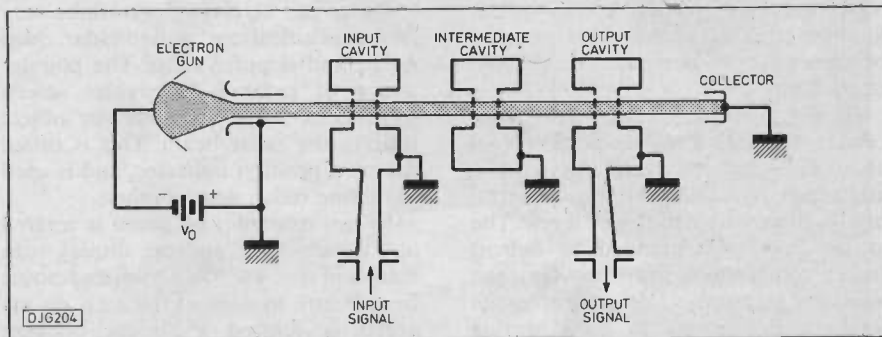 ELECTRON
GUN
INPUT
CAVITY
INTERMEDIATE
CAVITY
OUTPUT
CAVITY
COLLECTOR
− +
V₀
INPUT
SIGNAL
OUTPUT
SIGNAL
DJG204